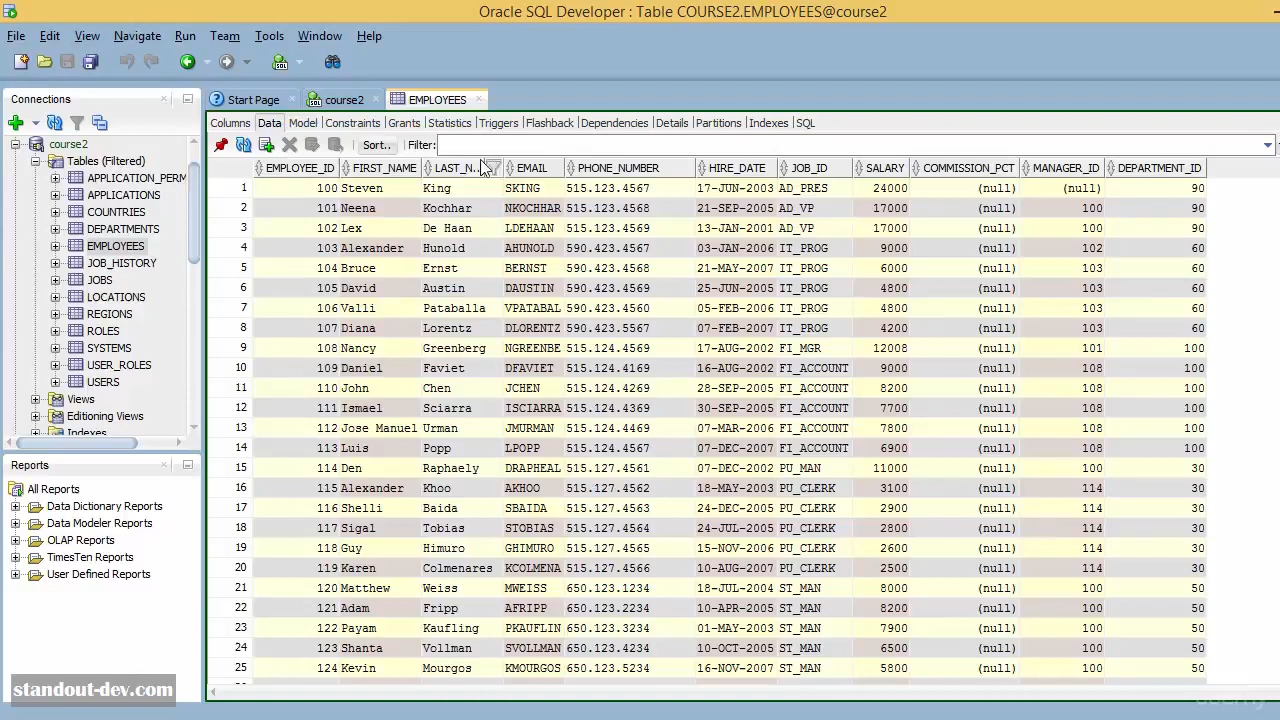 Oracle SQL Developer : Table COURSE2.EMPLOYEES@course2
File Edit View Navigate Run Team Tools Window Help
Connections
course2
Tables (Filtered)
APPLICATION_PERM
APPLICATIONS
COUNTRIES
DEPARTMENTS
EMPLOYEES
JOB_HISTORY
JOBS
LOCATIONS
REGIONS
ROLES
SYSTEMS
USER_ROLES
USERS
Views
Editioning Views
Indexes
Reports
All Reports
Data Dictionary Reports
Data Modeler Reports
OLAP Reports
TimesTen Reports
User Defined Reports
standout-dev.com
Start Page course2 EMPLOYEES
Columns Data Model Constraints Grants Statistics Triggers Flashback Dependencies Details Partitions Indexes SQL
Sort.. Filter:
EMPLOYEE_ID FIRST_NAME LAST_N... EMAIL PHONE_NUMBER HIRE_DATE JOB_ID SALARY COMMISSION_PCT MANAGER_ID DEPARTMENT_ID
1 100 Steven King SKING 515.123.4567 17-JUN-2003 AD_PRES 24000 (null) (null) 90
2 101 Neena Kochhar NKOCHHAR 515.123.4568 21-SEP-2005 AD_VP 17000 (null) 100 90
3 102 Lex De Haan LDEHAAN 515.123.4569 13-JAN-2001 AD_VP 17000 (null) 100 90
4 103 Alexander Hunold AHUNOLD 590.423.4567 03-JAN-2006 IT_PROG 9000 (null) 102 60
5 104 Bruce Ernst BERNST 590.423.4568 21-MAY-2007 IT_PROG 6000 (null) 103 60
6 105 David Austin DAUSTIN 590.423.4569 25-JUN-2005 IT_PROG 4800 (null) 103 60
7 106 Valli Pataballa VPATABAL 590.423.4560 05-FEB-2006 IT_PROG 4800 (null) 103 60
8 107 Diana Lorentz DLORENTZ 590.423.5567 07-FEB-2007 IT_PROG 4200 (null) 103 60
9 108 Nancy Greenberg NGREENBE 515.124.4569 17-AUG-2002 FI_MGR 12008 (null) 101 100
10 109 Daniel Faviet DFAVIET 515.124.4169 16-AUG-2002 FI_ACCOUNT 9000 (null) 108 100
11 110 John Chen JCHEN 515.124.4269 28-SEP-2005 FI_ACCOUNT 8200 (null) 108 100
12 111 Ismael Sciarra ISCIARRA 515.124.4369 30-SEP-2005 FI_ACCOUNT 7700 (null) 108 100
13 112 Jose Manuel Urman JMURMAN 515.124.4469 07-MAR-2006 FI_ACCOUNT 7800 (null) 108 100
14 113 Luis Popp LPOPP 515.124.4567 07-DEC-2007 FI_ACCOUNT 6900 (null) 108 100
15 114 Den Raphaely DRAPHEAL 515.127.4561 07-DEC-2002 PU_MAN 11000 (null) 100 30
16 115 Alexander Khoo AKHOO 515.127.4562 18-MAY-2003 PU_CLERK 3100 (null) 114 30
17 116 Shelli Baida SBAIDA 515.127.4563 24-DEC-2005 PU_CLERK 2900 (null) 114 30
18 117 Sigal Tobias STOBIAS 515.127.4564 24-JUL-2005 PU_CLERK 2800 (null) 114 30
19 118 Guy Himuro GHIMURO 515.127.4565 15-NOV-2006 PU_CLERK 2600 (null) 114 30
20 119 Karen Colmenares KCOLMENA 515.127.4566 10-AUG-2007 PU_CLERK 2500 (null) 114 30
21 120 Matthew Weiss MWEISS 650.123.1234 18-JUL-2004 ST_MAN 8000 (null) 100 50
22 121 Adam Fripp AFRIPP 650.123.2234 10-APR-2005 ST_MAN 8200 (null) 100 50
23 122 Payam Kaufling PKAUFLIN 650.123.3234 01-MAY-2003 ST_MAN 7900 (null) 100 50
24 123 Shanta Vollman SVOLLMAN 650.123.4234 10-OCT-2005 ST_MAN 6500 (null) 100 50
25 124 Kevin Mourgos KMOURGOS 650.123.5234 16-NOV-2007 ST_MAN 5800 (null) 100 50